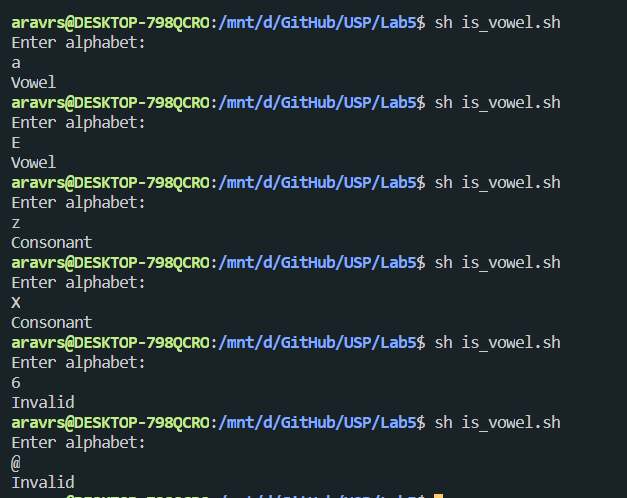 aravrs@DESKTOP-798QCRO:/mnt/d/GitHub/USP/Lab5$ sh is_vowel.sh
Enter alphabet:
a
Vowel
aravrs@DESKTOP-798QCRO:/mnt/d/GitHub/USP/Lab5$ sh is_vowel.sh
Enter alphabet:
E
Vowel
aravrs@DESKTOP-798QCRO:/mnt/d/GitHub/USP/Lab5$ sh is_vowel.sh
Enter alphabet:
z
Consonant
aravrs@DESKTOP-798QCRO:/mnt/d/GitHub/USP/Lab5$ sh is_vowel.sh
Enter alphabet:
X
Consonant
aravrs@DESKTOP-798QCRO:/mnt/d/GitHub/USP/Lab5$ sh is_vowel.sh
Enter alphabet:
6
Invalid
aravrs@DESKTOP-798QCRO:/mnt/d/GitHub/USP/Lab5$ sh is_vowel.sh
Enter alphabet:
@
Invalid